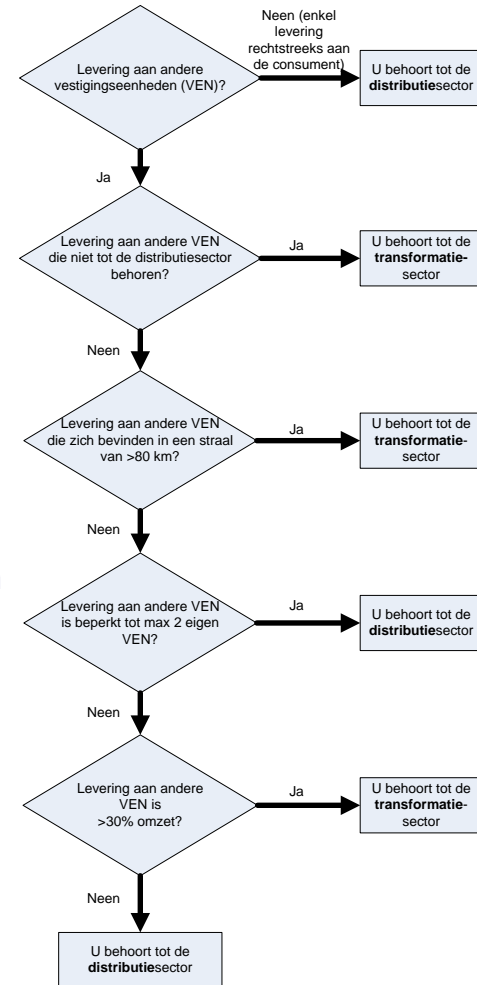 Neen (enkel
levering
rechtstreeks aan
de consument)
Levering aan andere
vestigingseenheden (VEN)?
U behoort tot de
distributiesector
Ja
Levering aan andere VEN
die niet tot de distributiesector
behoren?
Ja
U behoort tot de
transformatie-
sector
Neen
Levering aan andere VEN
die zich bevinden in een straal
van >80 km?
Ja
U behoort tot de
transformatie-
sector
Neen
Levering aan andere VEN
is beperkt tot max 2 eigen
VEN?
Ja
U behoort tot de
distributiesector
Neen
Levering aan andere
VEN is
>30% omzet?
Ja
U behoort tot de
transformatie-
sector
Neen
U behoort tot de
distributiesector